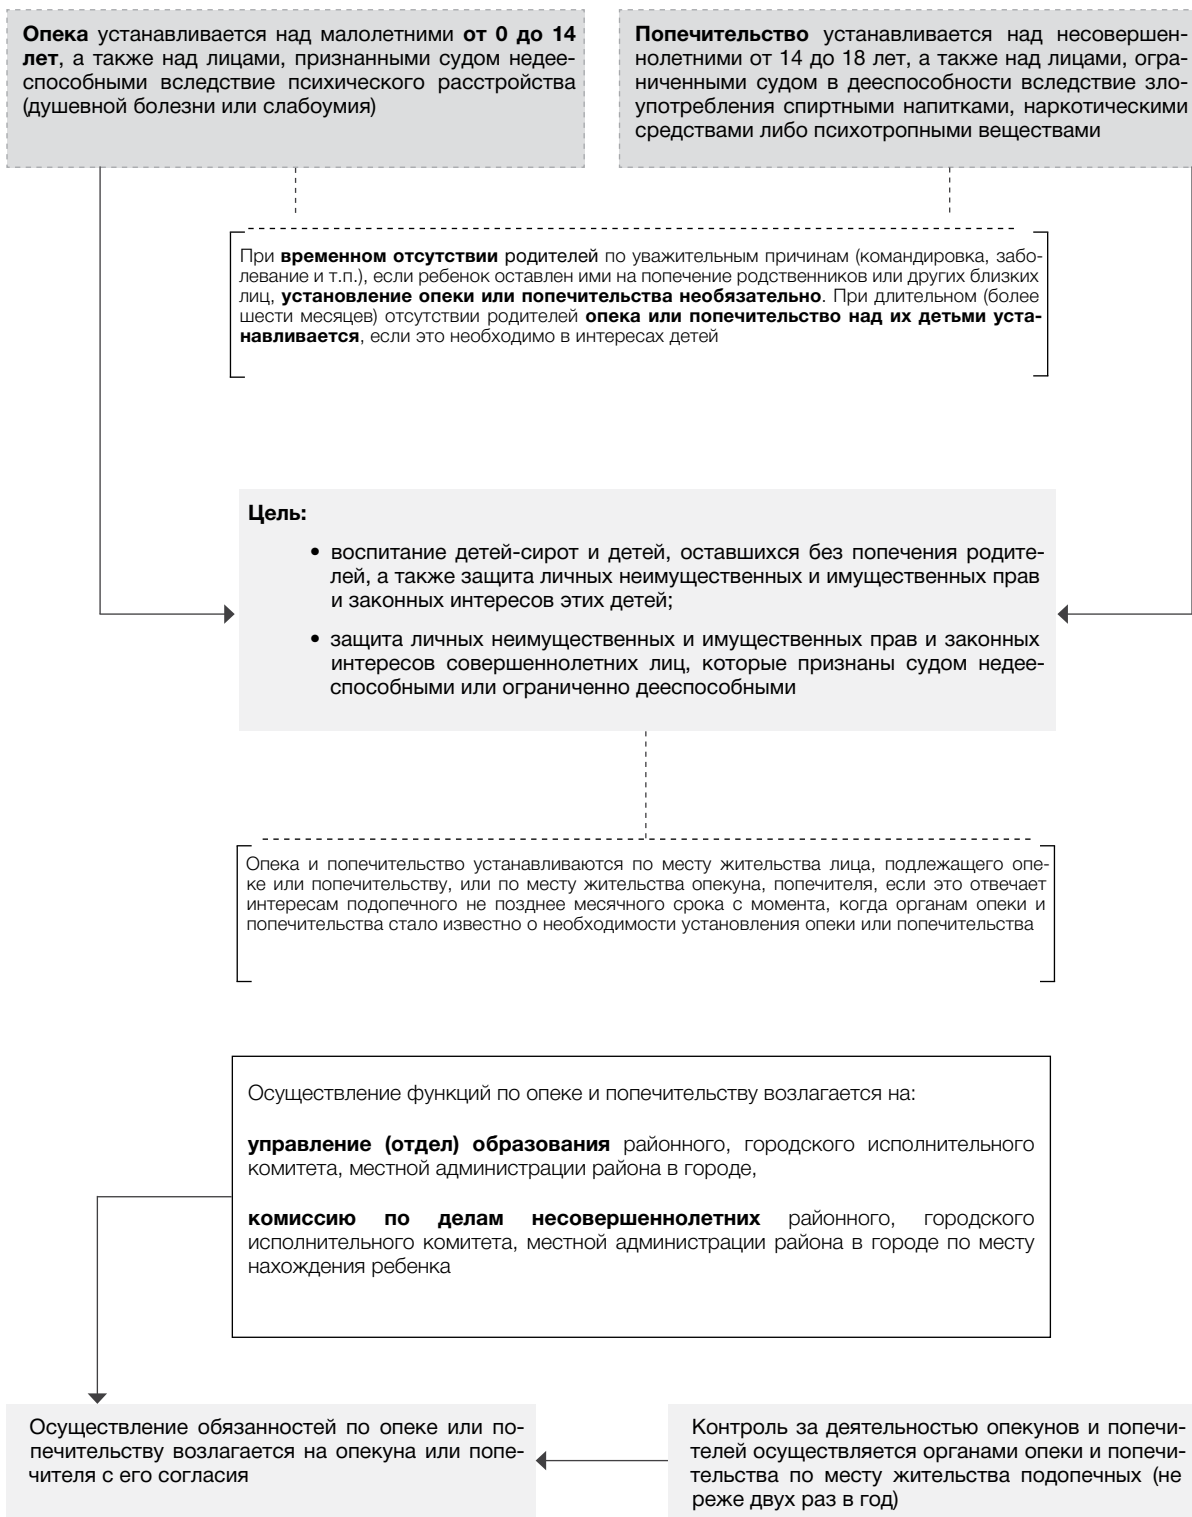 Опека устанавливается над малолетними от 0 до 14
лет, а также над лицами, признанными судом недее-
способными вследствие психического расстройства
(душевной болезни или слабоумия)
Попечительство устанавливается над несовершен-
нолетними от 14 до 18 лет, а также над лицами, огра-
ниченными судом в дееспособности вследствие зло-
употребления спиртными напитками, наркотическими
средствами либо психотропными веществами
При временном отсутствии родителей по уважительным причинам (командировка, забо-
левание и т.п.), если ребенок оставлен ими на попечение родственников или других близких
лиц, установление опеки или попечительства необязательно. При длительном (более
шести месяцев) отсутствии родителей опека или попечительство над их детьми уста-
навливается, если это необходимо в интересах детей
Цель:
• воспитание детей-сирот и детей, оставшихся без попечения родите-
лей, а также защита личных неимущественных и имущественных прав
и законных интересов этих детей;
• защита личных неимущественных и имущественных прав и законных
интересов совершеннолетних лиц, которые признаны судом недее-
способными или ограниченно дееспособными
Опека и попечительство устанавливаются по месту жительства лица, подлежащего опе-
ке или попечительству, или по месту жительства опекуна, попечителя, если это отвечает
интересам подопечного не позднее месячного срока с момента, когда органам опеки и
попечительства стало известно о необходимости установления опеки или попечительства
Осуществление функций по опеке и попечительству возлагается на:
управление (отдел) образования районного, городского исполнительного
комитета, местной администрации района в городе,
комиссию по делам несовершеннолетних районного, городского
исполнительного комитета, местной администрации района в городе по месту
нахождения ребенка
Осуществление обязанностей по опеке или по-
печительству возлагается на опекуна или попе-
чителя с его согласия
Контроль за деятельностью опекунов и попечи-
телей осуществляется органами опеки и попечи-
тельства по месту жительства подопечных (не
реже двух раз в год)